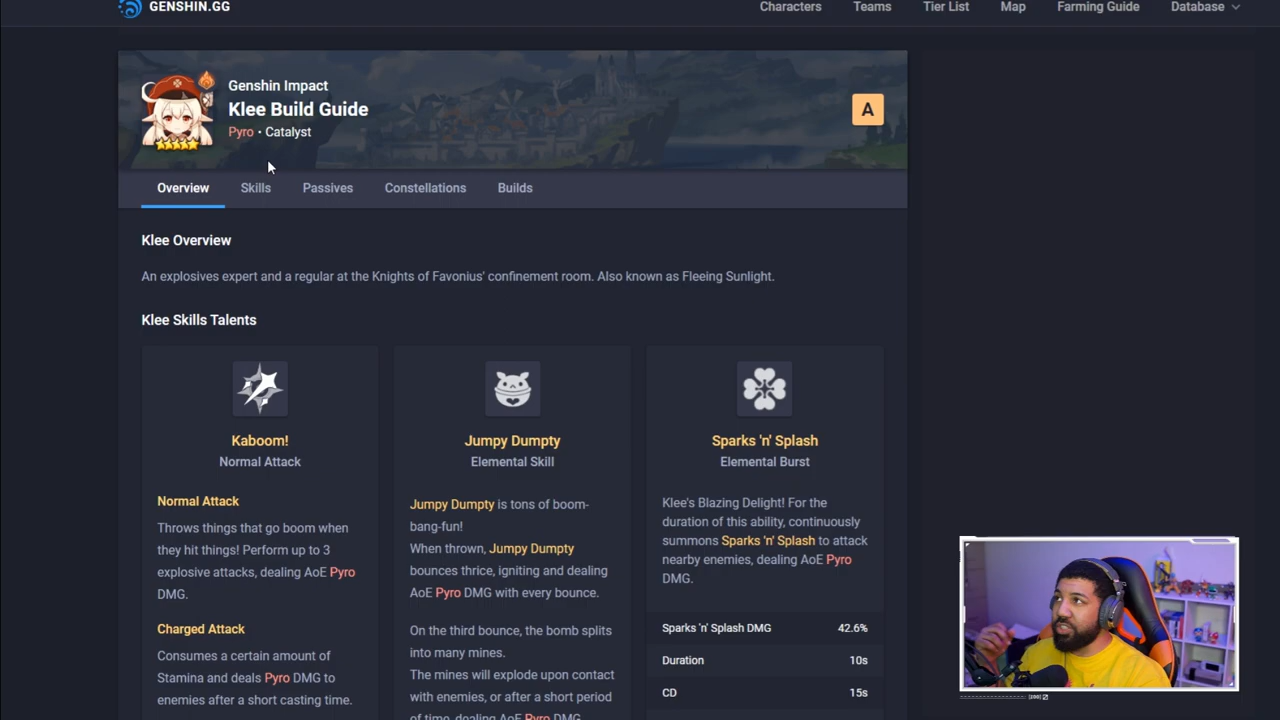 GENSHIN.GG
Characters
Teams
Tier List
Map
Farming Guide
Database
Genshin Impact
Klee Build Guide
Pyro • Catalyst
A
Overview
Skills
Passives
Constellations
Builds
Klee Overview
An explosives expert and a regular at the Knights of Favonius' confinement room. Also known as Fleeing Sunlight.
Klee Skills Talents
Kaboom!
Normal Attack
Normal Attack
Throws things that go boom when
they hit things! Perform up to 3
explosive attacks, dealing AoE Pyro
DMG.
Charged Attack
Consumes a certain amount of
Stamina and deals Pyro DMG to
enemies after a short casting time.
Jumpy Dumpty
Elemental Skill
Jumpy Dumpty is tons of boom-
bang-fun!
When thrown, Jumpy Dumpty
bounces thrice, igniting and dealing
AoE Pyro DMG with every bounce.
On the third bounce, the bomb splits
into many mines.
The mines will explode upon contact
with enemies, or after a short period
of time, dealing AoE Pyro DMG.
Sparks 'n' Splash
Elemental Burst
Klee's Blazing Delight! For the
duration of this ability, continuously
summons Sparks 'n' Splash to attack
nearby enemies, dealing AoE Pyro
DMG.
Sparks 'n' Splash DMG 42.6%
Duration 10s
CD 15s